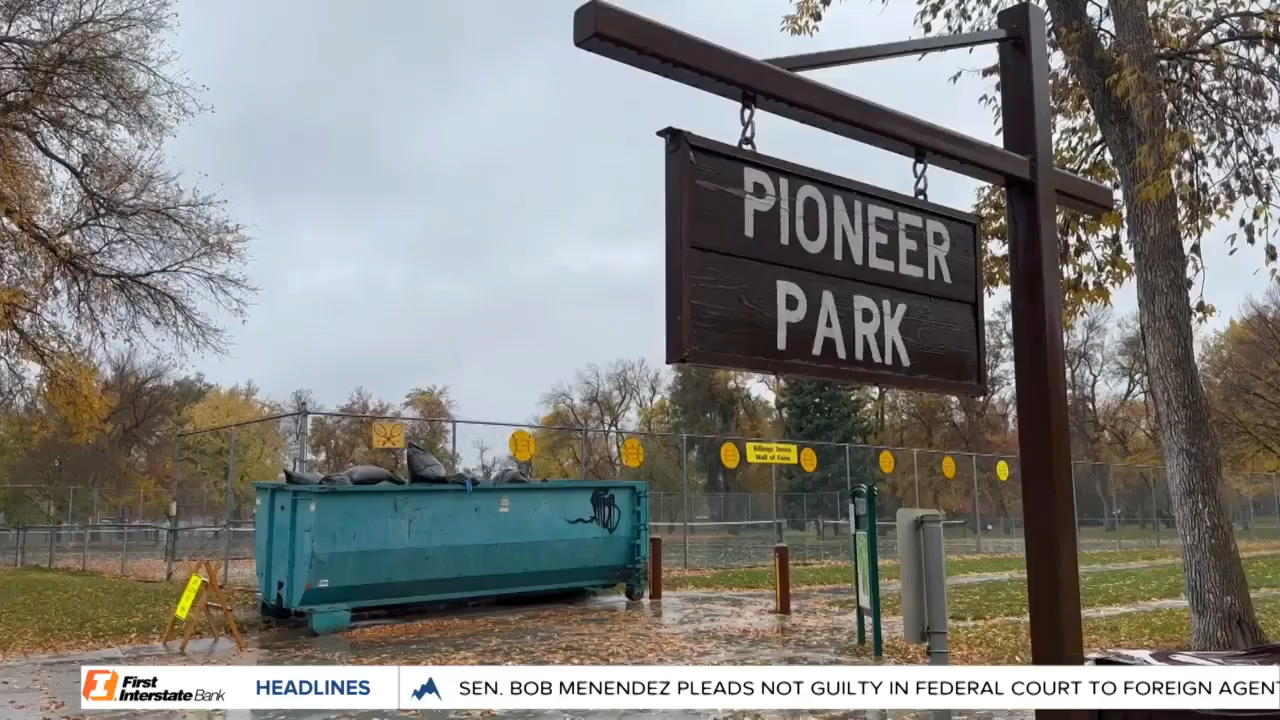 PIONEER
PARK
Billings Tennis
Wall of Fame
First
Interstate Bank
HEADLINES
SEN. BOB MENENDEZ PLEADS NOT GUILTY IN FEDERAL COURT TO FOREIGN AGENT